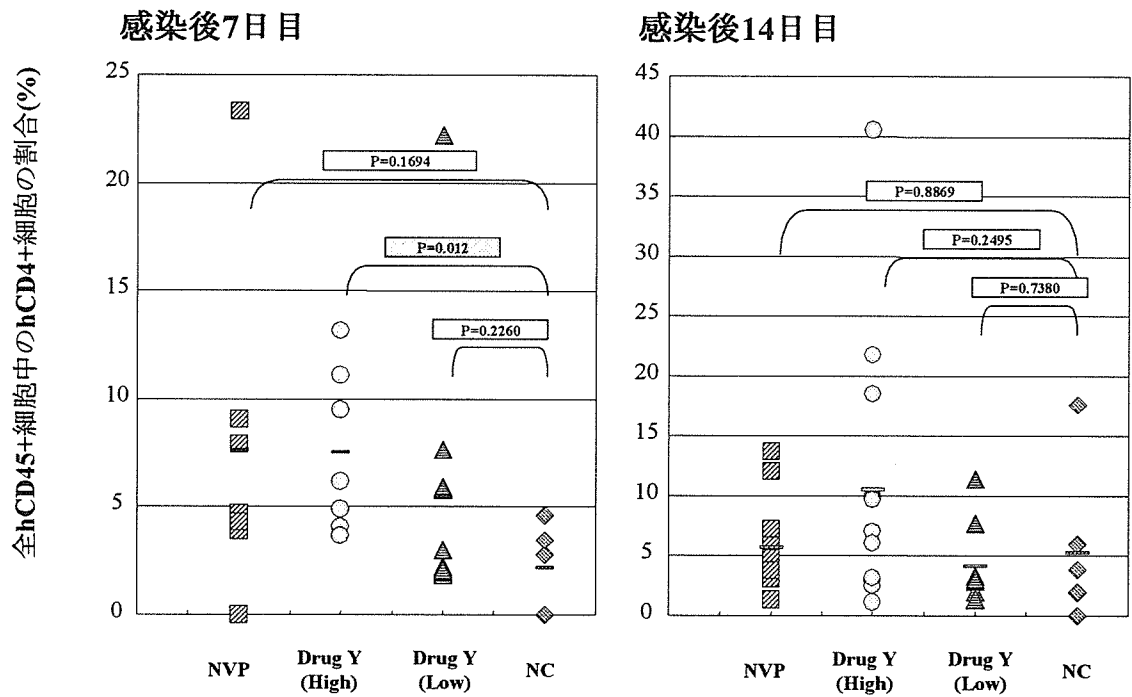 感染後7日目
全hCD45+細胞中のhCD4+細胞の割合(%)
25
20
15
10
5
0
P=0.1694
P=0.012
P=0.2260
NVP
Drug Y
(High)
Drug Y
(Low)
NC
感染後14日目
45
40
35
30
25
20
15
10
5
0
P=0.8869
P=0.2495
P=0.7380
NVP
Drug Y
(High)
Drug Y
(Low)
NC